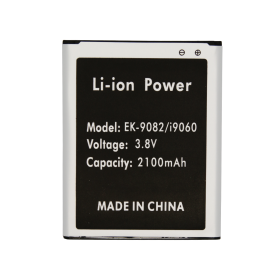 Li-ion Power
Model: EK-9082/i9060
Voltage: 3.8V
Capacity: 2100mAh
MADE IN CHINA